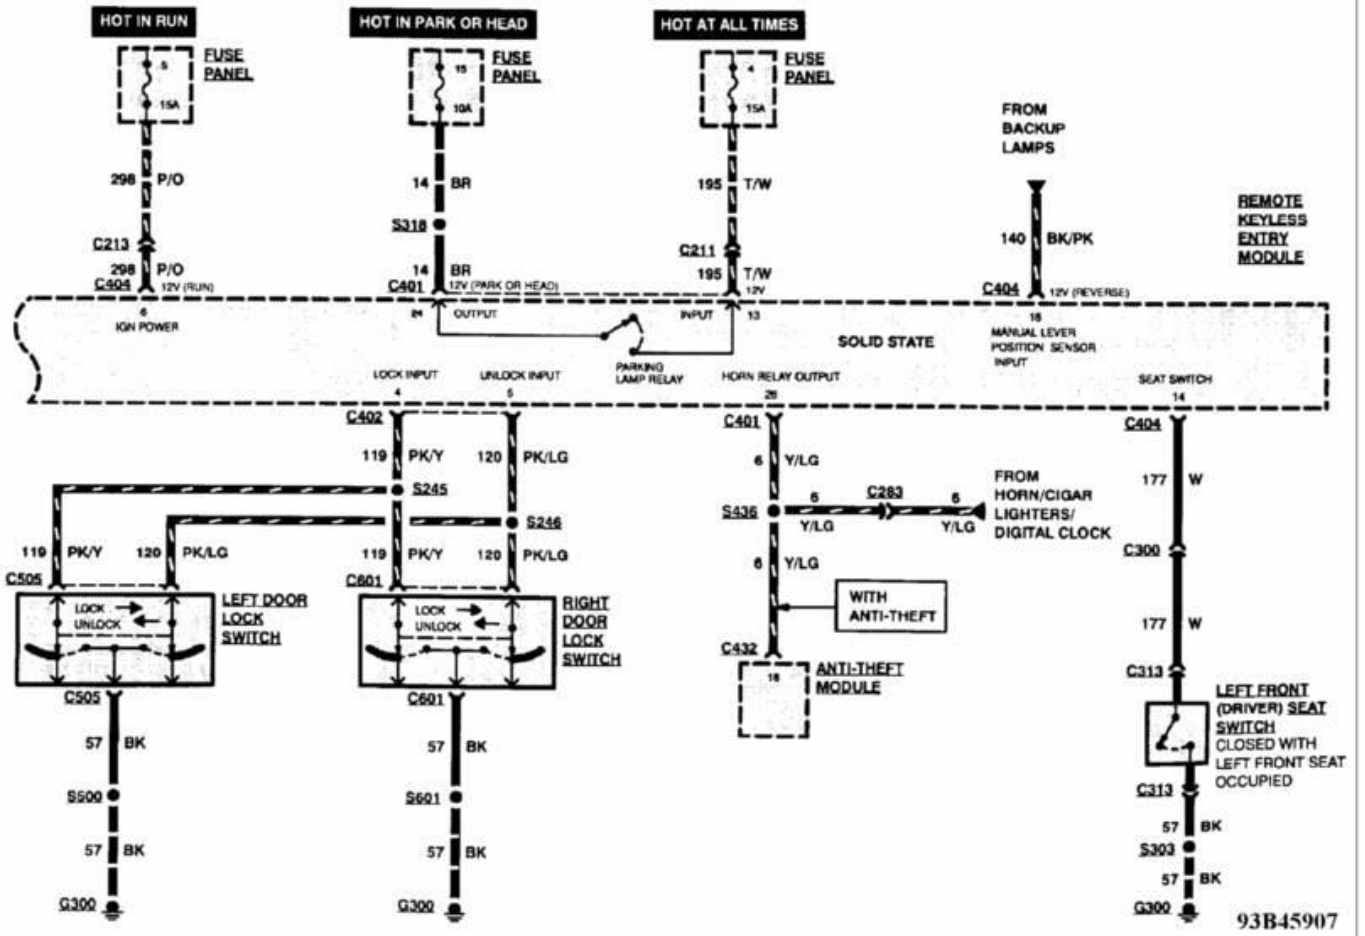 HOT IN RUN
HOT IN PARK OR HEAD
HOT AT ALL TIMES
5
15A
FUSE
PANEL
15
10A
FUSE
PANEL
4
15A
FUSE
PANEL
FROM
BACKUP
LAMPS
REMOTE
KEYLESS
ENTRY
MODULE
298 P/O
14 BR
195 T/W
S318
C213
C211
140 BK/PK
298 P/O
14 BR
195 T/W
C404 12V (RUN)
C401 12V (PARK OR HEAD)
12V
C404 12V (REVERSE)
6
IGN POWER
24 OUTPUT
INPUT 13
18
MANUAL LEVER
POSITION SENSOR
INPUT
SOLID STATE
PARKING
LAMP RELAY
LOCK INPUT
4
UNLOCK INPUT
5
HORN RELAY OUTPUT
26
SEAT SWITCH
14
C402
C401
C404
119 PK/Y
120 PK/LG
6 Y/LG
177 W
S245
S246
S436
6
Y/LG
C283
6
Y/LG
FROM
HORN/CIGAR
LIGHTERS/
DIGITAL CLOCK
119 PK/Y
120 PK/LG
119 PK/Y
120 PK/LG
6 Y/LG
C300
C505
C601
LOCK
UNLOCK
LEFT DOOR
LOCK
SWITCH
LOCK
UNLOCK
RIGHT
DOOR
LOCK
SWITCH
WITH
ANTI-THEFT
177 W
C432
18
ANTI-THEFT
MODULE
C313
LEFT FRONT
(DRIVER) SEAT
SWITCH
CLOSED WITH
LEFT FRONT SEAT
OCCUPIED
C505
C601
57 BK
57 BK
C313
S500
S601
57 BK
S303
57 BK
57 BK
57 BK
G300
G300
G300
93B45907